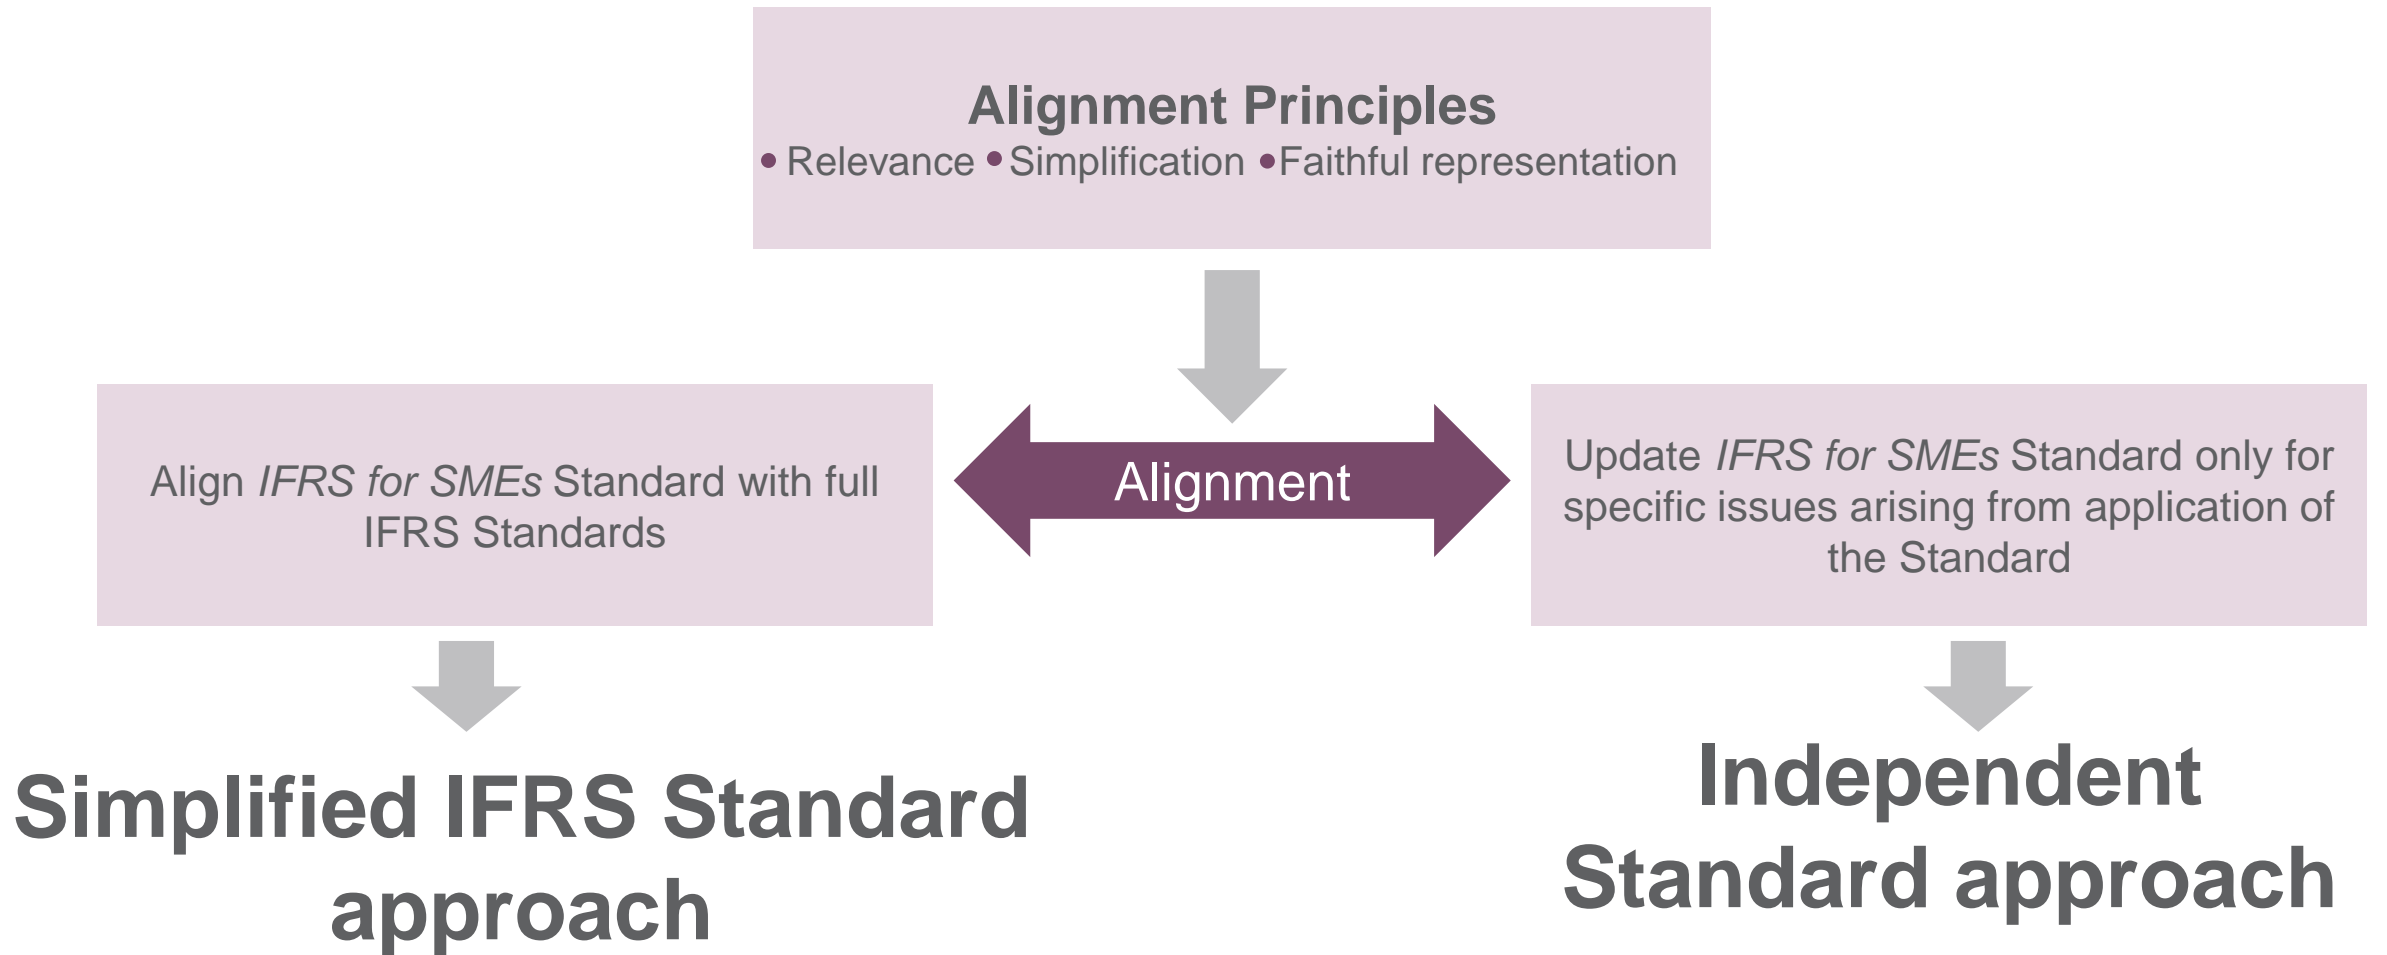 Alignment Principles
• Relevance • Simplification • Faithful representation
Align IFRS for SMEs Standard with full
IFRS Standards
Alignment
Update IFRS for SMEs Standard only for
specific issues arising from application of
the Standard
Simplified IFRS Standard
approach
Independent
Standard approach